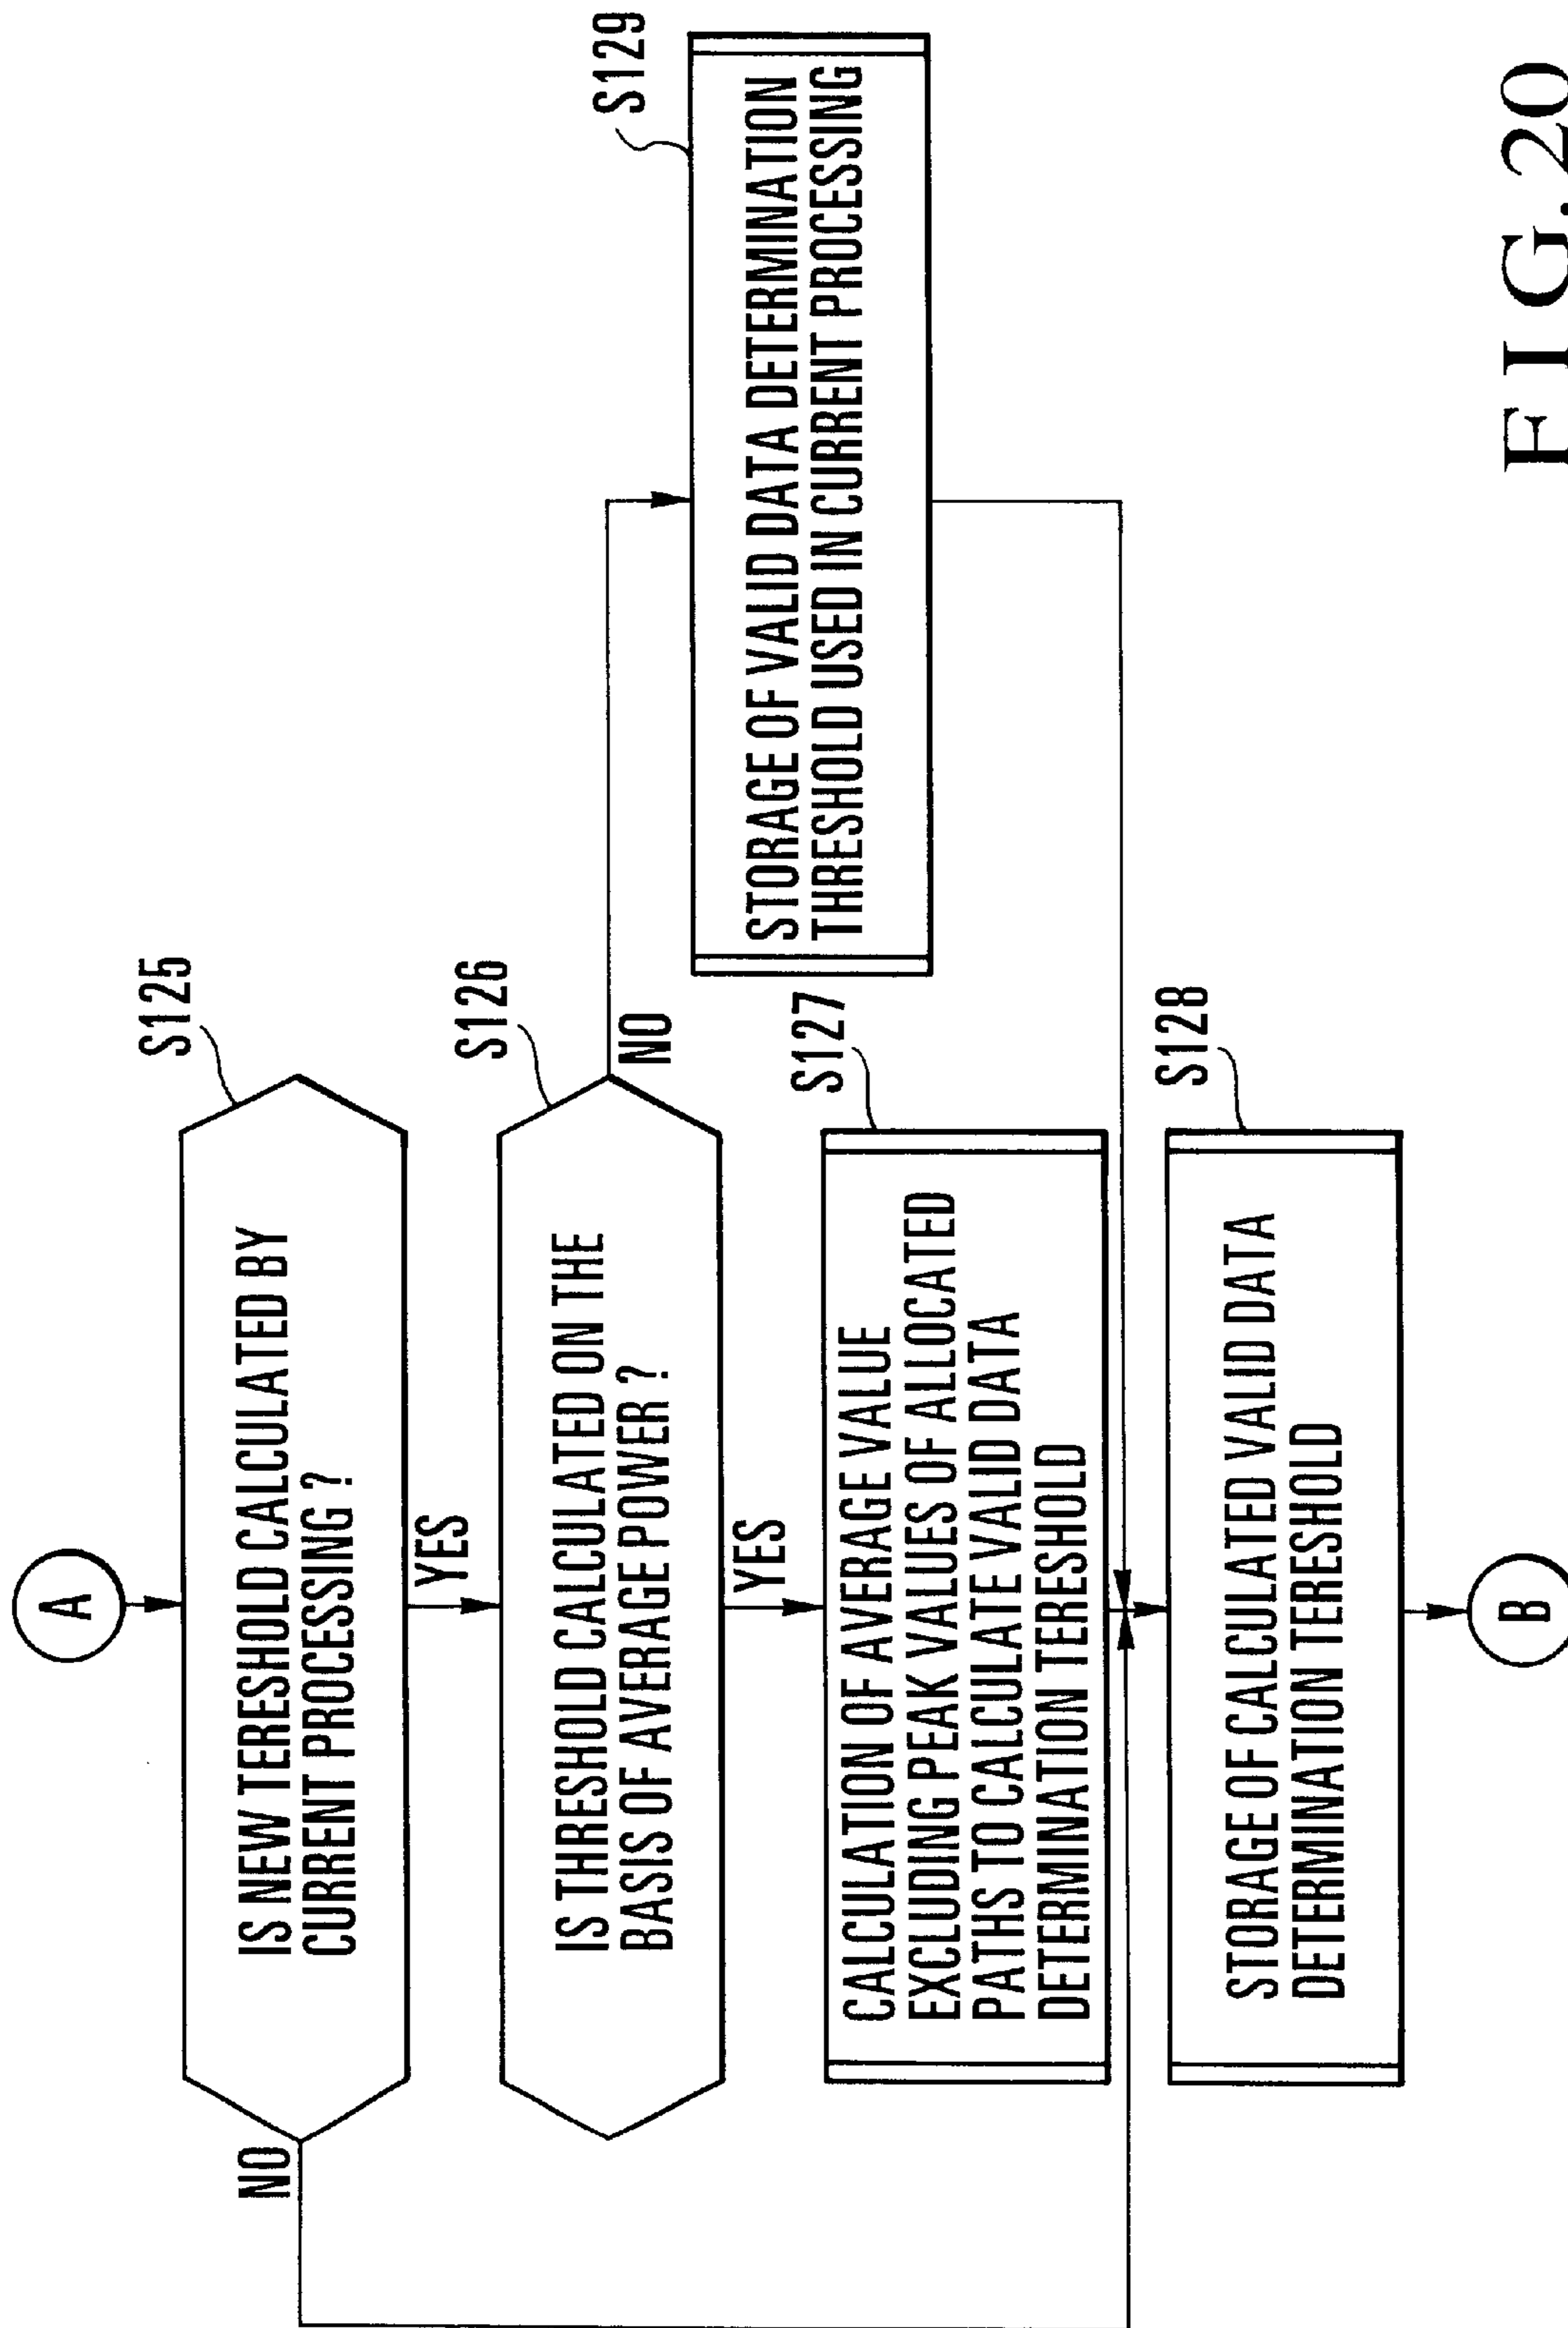 A
S125
IS NEW TERESHOLD CALCULATED BY
CURRENT PROCESSING ?
NO
YES
S126
IS THRESHOLD CALCULATED ON THE
BASIS OF AVERAGE POWER ?
NO
YES
S129
STORAGE OF VALID DATA DETERMINATION
THRESHOLD USED IN CURRENT PROCESSING
S127
CALCULATION OF AVERAGE VALUE
EXCLUDING PEAK VALUES OF ALLOCATED
PATHS TO CALCULATE VALID DATA
DETERMINATION TERESHOLD
S128
STORAGE OF CALCULATED VALID DATA
DETERMINATION TERESHOLD
B
FIG.20